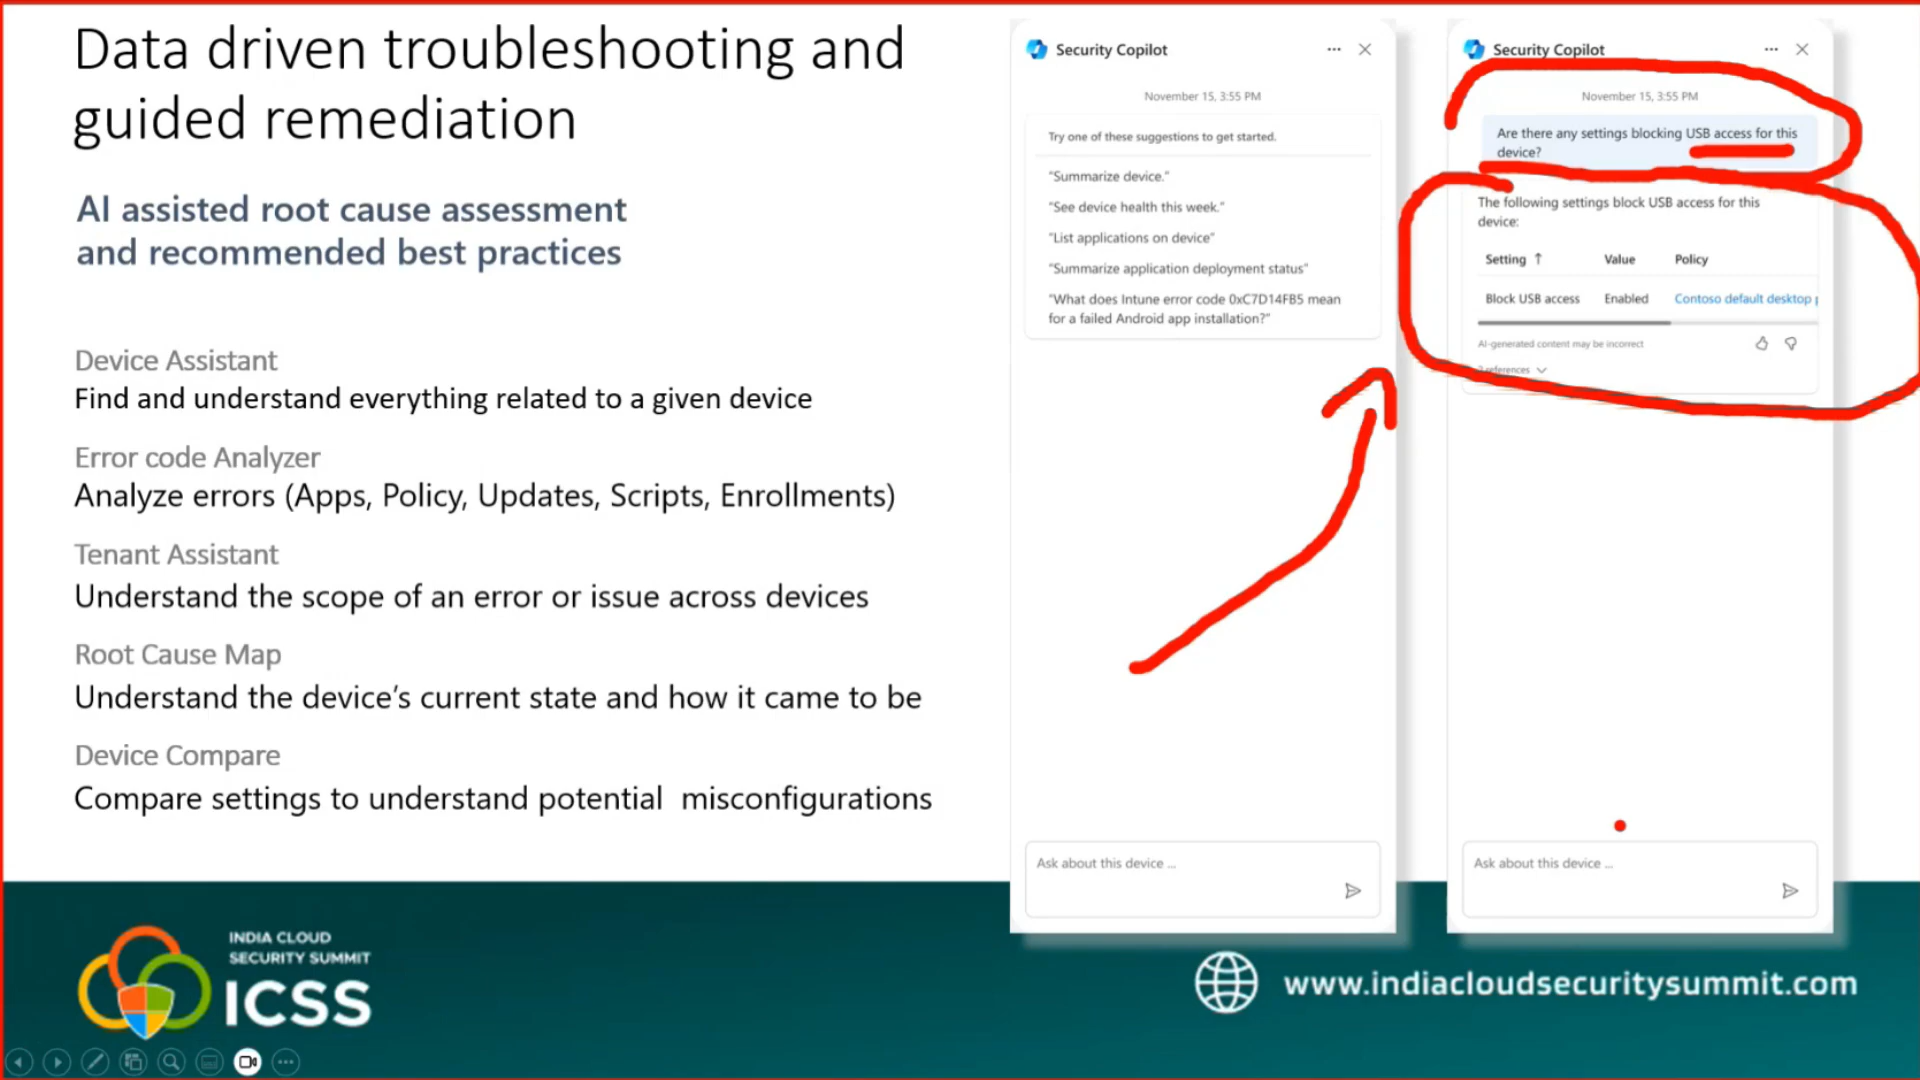 Data driven troubleshooting and
guided remediation
AI assisted root cause assessment
and recommended best practices
Device Assistant
Find and understand everything related to a given device
Error code Analyzer
Analyze errors (Apps, Policy, Updates, Scripts, Enrollments)
Tenant Assistant
Understand the scope of an error or issue across devices
Root Cause Map
Understand the device's current state and how it came to be
Device Compare
Compare settings to understand potential  misconfigurations
Security Copilot
November 15, 3:55 PM
Try one of these suggestions to get started.
"Summarize device."
"See device health this week."
"List applications on device"
"Summarize application deployment status"
"What does Intune error code 0xC7D14FB5 mean
for a failed Android app installation?"
Ask about this device ...
Security Copilot
November 15, 3:55 PM
Are there any settings blocking USB access for this
device?
The following settings block USB access for this
device:
Setting ↑ Value Policy
Block USB access Enabled Contoso default desktop
AI-generated content may be incorrect
references
Ask about this device ...
INDIA CLOUD
SECURITY SUMMIT
ICSS
www.indiacloudsecuritysummit.com